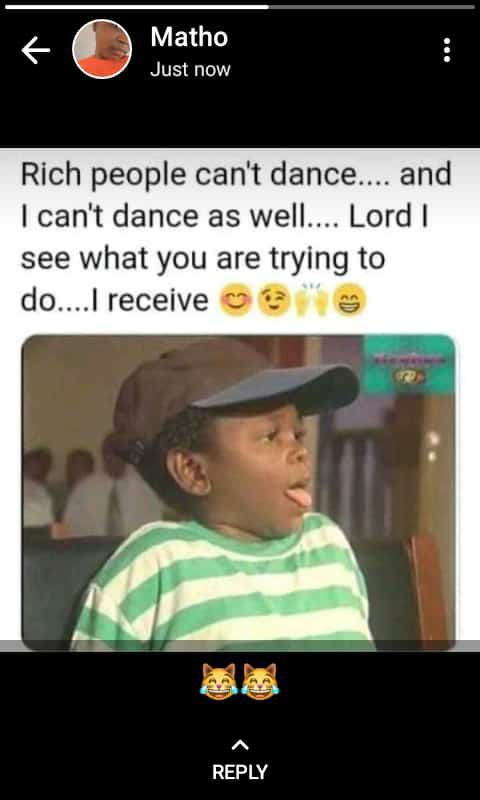 Matho
Just now
Rich people can't dance.... and
I can't dance as well.... Lord I
see what you are trying to
do....I receive 😊😉🙌😁
😹😹
REPLY